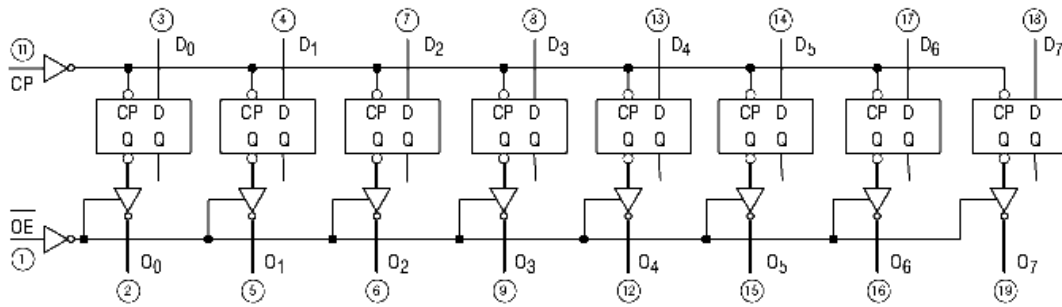 3 4 7 8 13 14 17 18
11 D0 D1 D2 D3 D4 D5 D6 D7
CP
CP D CP D CP D CP D CP D CP D CP D CP D
Q Q Q Q Q Q Q Q Q Q Q Q Q Q Q Q
OE
1 O0 O1 O2 O3 O4 O5 O6 O7
2 5 6 9 12 15 16 19